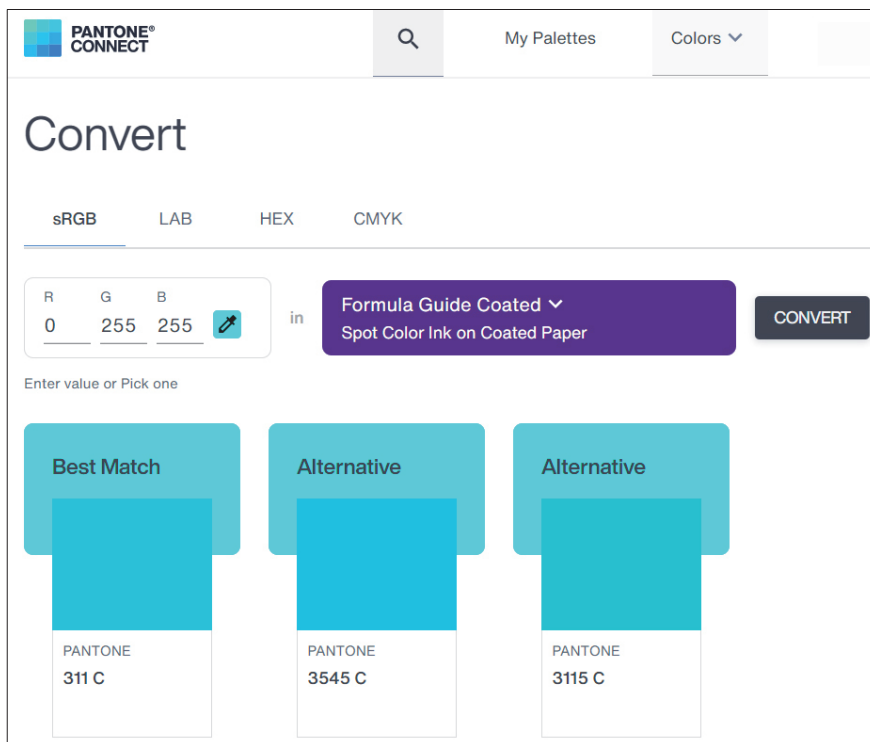 PANTONE®
CONNECT
My Palettes
Colors
Convert
sRGB LAB HEX CMYK
R G B
0 255 255
in
Formula Guide Coated
Spot Color Ink on Coated Paper
CONVERT
Enter value or Pick one
Best Match Alternative Alternative
PANTONE PANTONE PANTONE
311 C 3545 C 3115 C